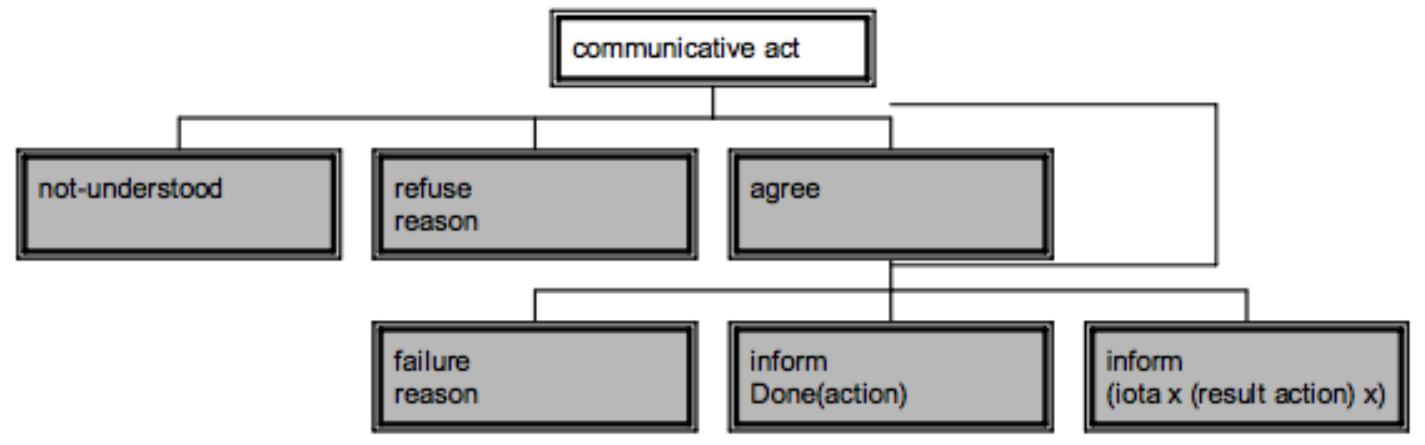 communicative act
not-understood
refuse
reason
agree
failure
reason
inform
Done(action)
inform
(iota x (result action) x)